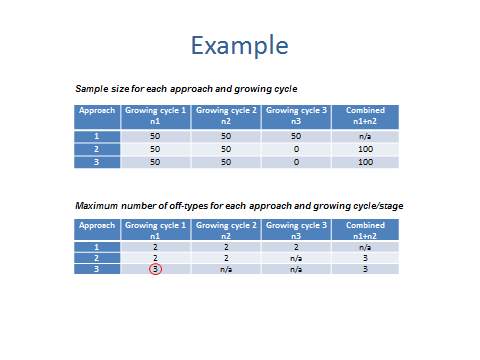 Example
Sample size for each approach and growing cycle
Approach Growing cycle 1 Growing cycle 2 Growing cycle 3 Combined
n1 n2 n3 n1+n2
1 50 50 50 n/a
2 50 50 0 100
3 50 50 0 100
Maximum number of off-types for each approach and growing cycle/stage
Approach Growing cycle 1 Growing cycle 2 Growing cycle 3 Combined
n1 n2 n3 n1+n2
1 2 2 2 n/a
2 2 2 n/a 3
3 3 n/a n/a 3